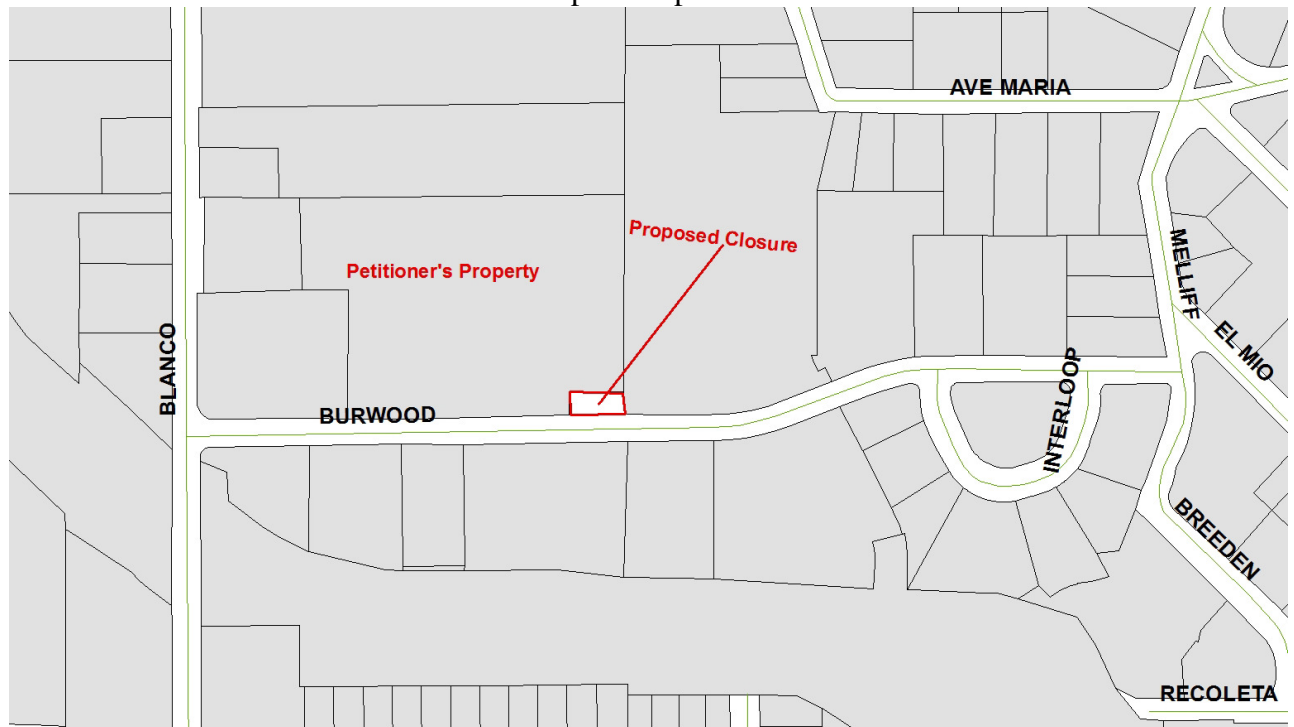 AVE MARIA
Proposed Closure
Petitioner's Property
MELLIFF
EL MIO
BLANCO
BURWOOD
INTERLOOP
BREEDEN
RECOLETA